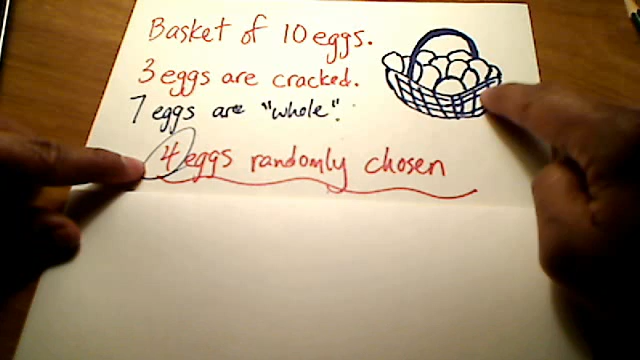 Basket of 10 eggs.
3 eggs are cracked.
7 eggs are "whole".
4 eggs randomly chosen